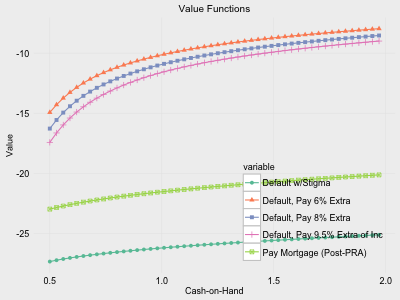 Value Functions
-10
-15
-20
-25
Value
0.5
1.0
1.5
2.0
Cash-on-Hand
variable
Default w/Stigma
Default, Pay 6% Extra
Default, Pay 8% Extra
Default, Pay 9.5% Extra of Inc
Pay Mortgage (Post-PRA)